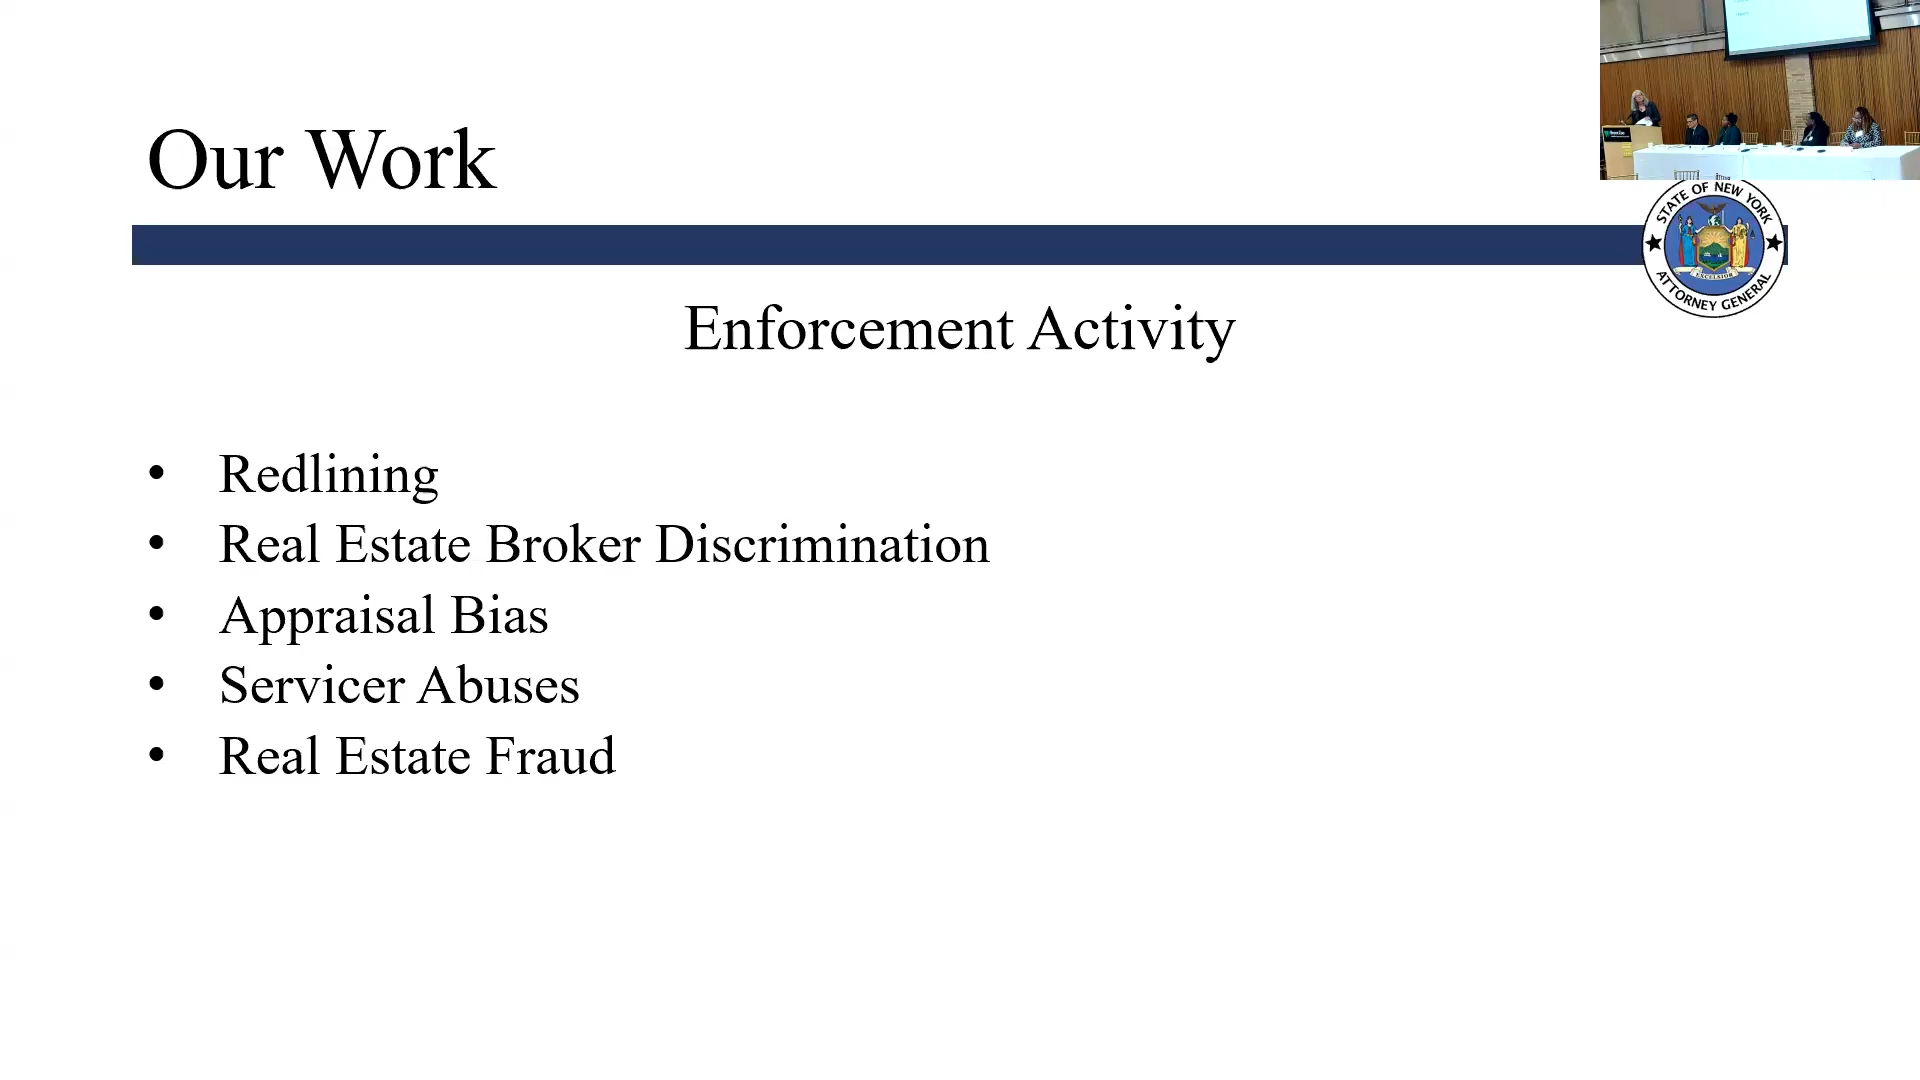 Our Work
STATE OF NEW YORK
ATTORNEY GENERAL
EXCELSIOR
Enforcement Activity
• Redlining
• Real Estate Broker Discrimination
• Appraisal Bias
• Servicer Abuses
• Real Estate Fraud